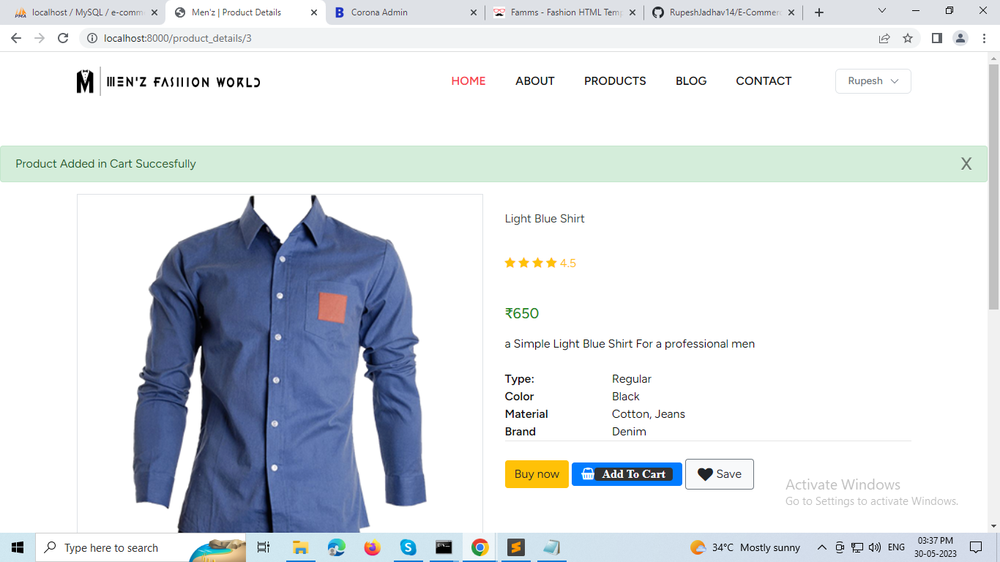 localhost / MySQL / e-comm
Men'z | Product Details
Corona Admin
Famms - Fashion HTML Temp
RupeshJadhav14/E-Commerc
localhost:8000/product_details/3
M MEN'Z FASHION WORLD
HOME
ABOUT
PRODUCTS
BLOG
CONTACT
Rupesh
Product Added in Cart Succesfully
X
Light Blue Shirt
4.5
₹650
a Simple Light Blue Shirt For a professional men
Type: Regular
Color Black
Material Cotton, Jeans
Brand Denim
Buy now
Add To Cart
Save
Activate Windows
Go to Settings to activate Windows.
Type here to search
34°C Mostly sunny
ENG
03:37 PM
30-05-2023